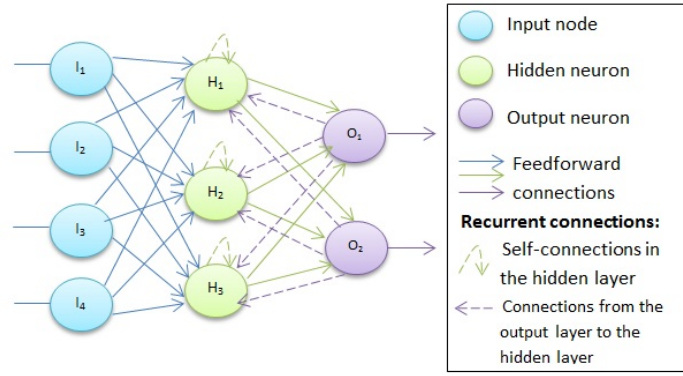 I1
I2
I3
I4
H1
H2
H3
O1
O2
Input node
Hidden neuron
Output neuron
Feedforward
connections
Recurrent connections:
Self-connections in
the hidden layer
Connections from the
output layer to the
hidden layer